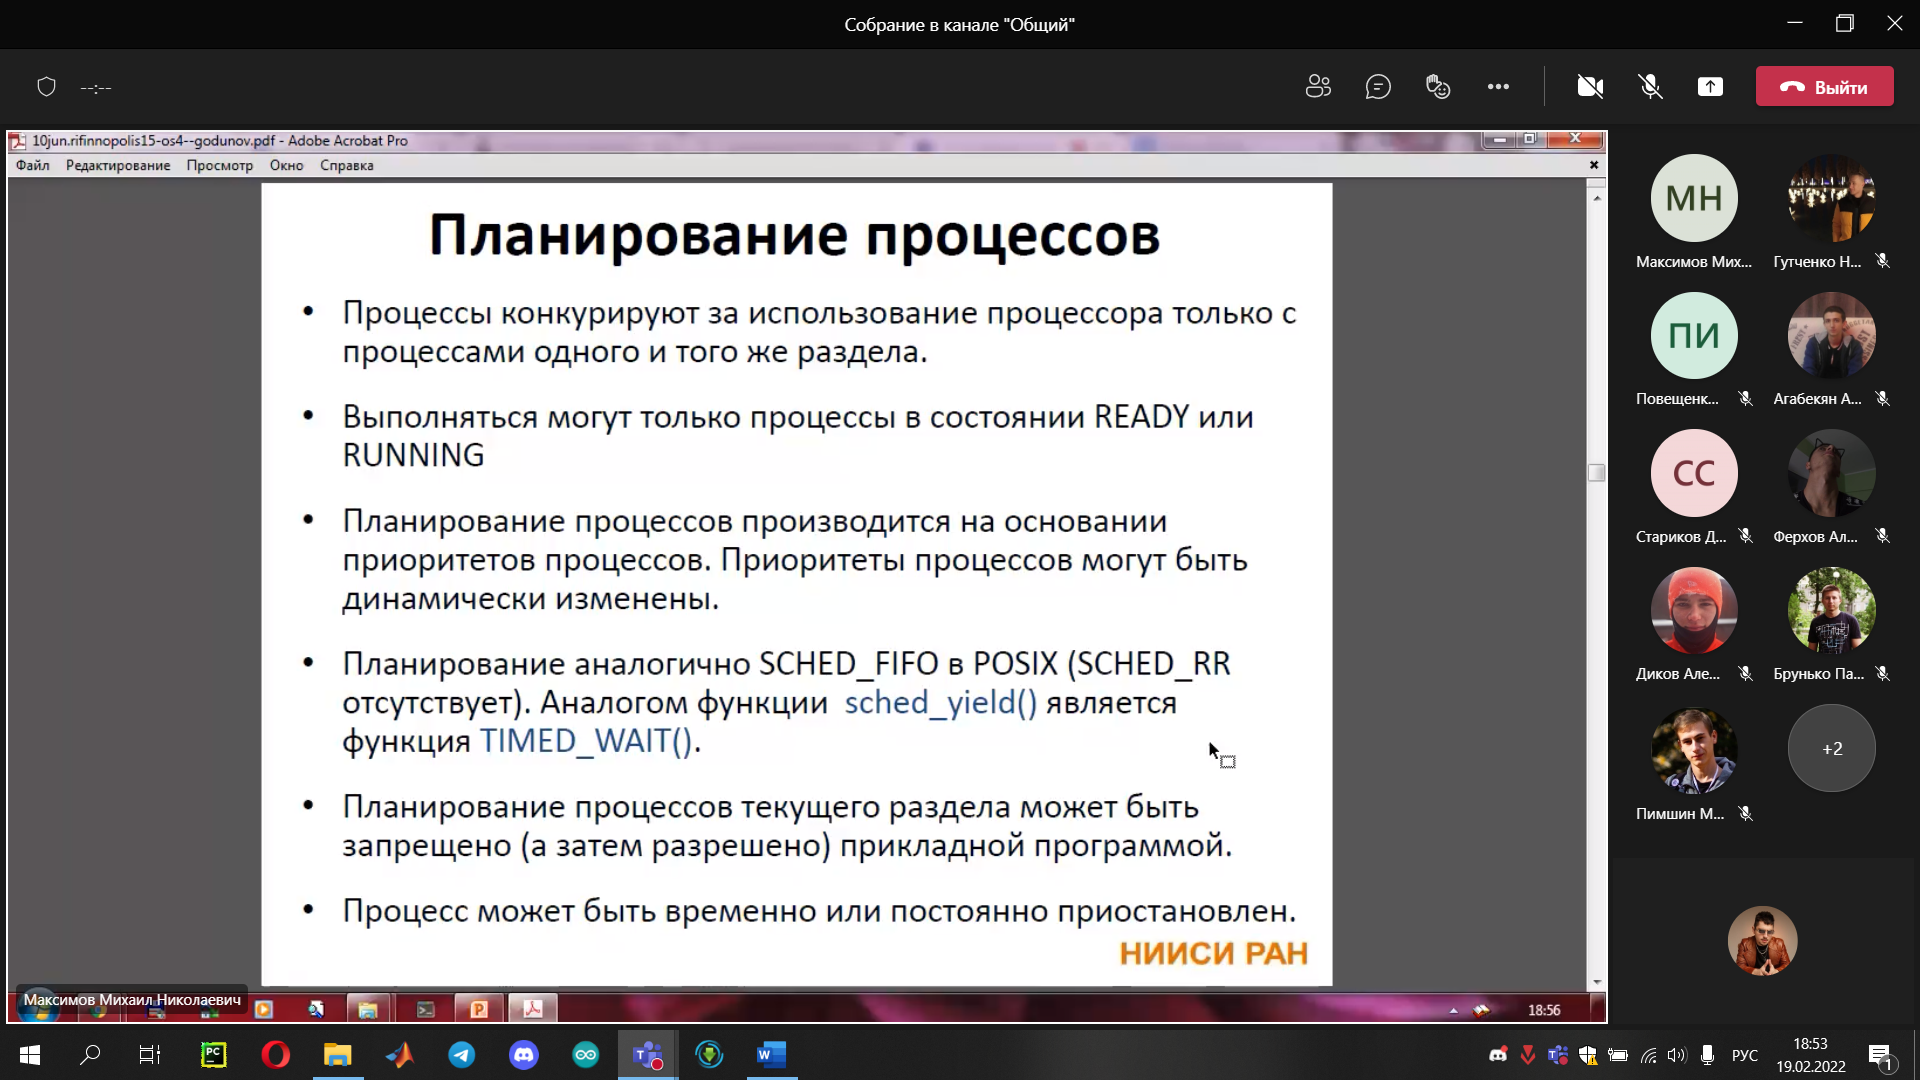 Собрание в канале "Общий"
--:--
Выйти
10jun.rifinnopolis15-os4--godunov.pdf - Adobe Acrobat Pro
Файл Редактирование Просмотр Окно Справка
Планирование процессов
• Процессы конкурируют за использование процессора только с
процессами одного и того же раздела.
• Выполняться могут только процессы в состоянии READY или
RUNNING
• Планирование процессов производится на основании
приоритетов процессов. Приоритеты процессов могут быть
динамически изменены.
• Планирование аналогично SCHED_FIFO в POSIX (SCHED_RR
отсутствует). Аналогом функции sched_yield() является
функция TIMED_WAIT().
• Планирование процессов текущего раздела может быть
запрещено (а затем разрешено) прикладной программой.
• Процесс может быть временно или постоянно приостановлен.
НИИСИ РАН
Максимов Михаил Николаевич
18:56
МН
Максимов Мих... Гутченко Н...
ПИ
Повещенк... Агабекян А...
СС
Стариков Д... Ферхов Ал...
Диков Але... Брунько Па...
+2
Пимшин М...
PC
РУС
18:53
19.02.2022
1